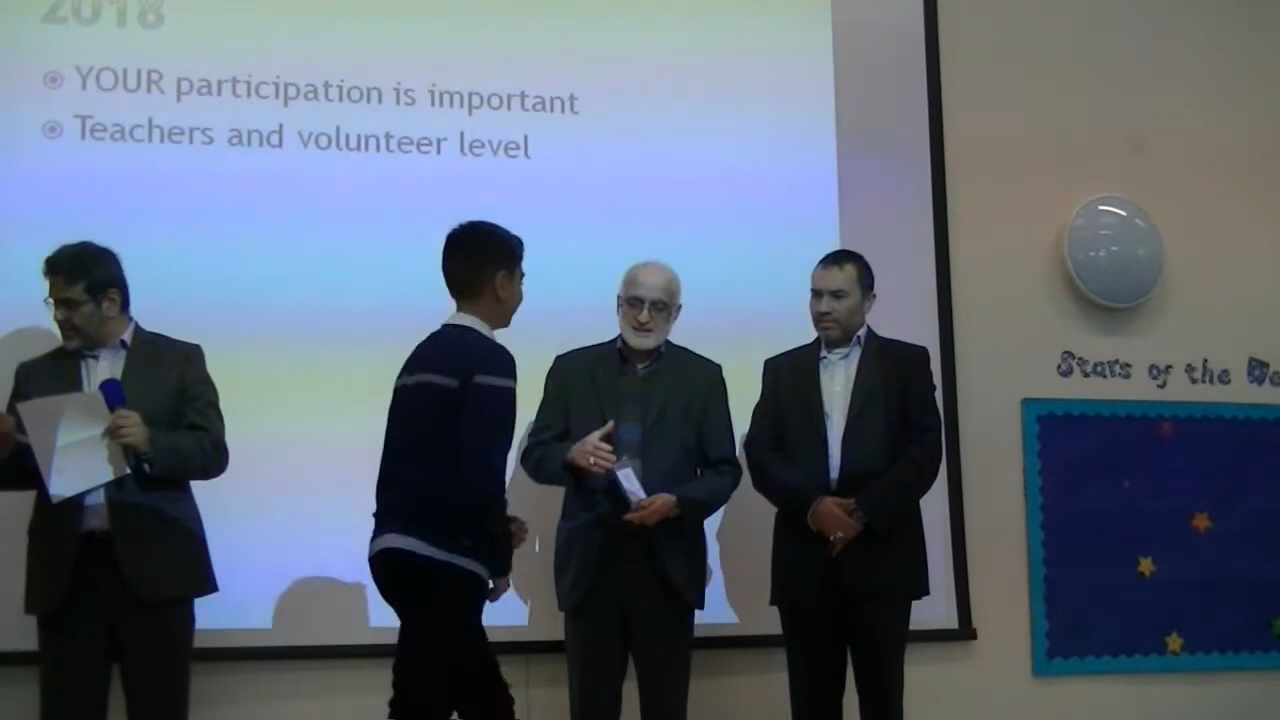 2018
YOUR participation is important
Teachers and volunteer level
Stars of the